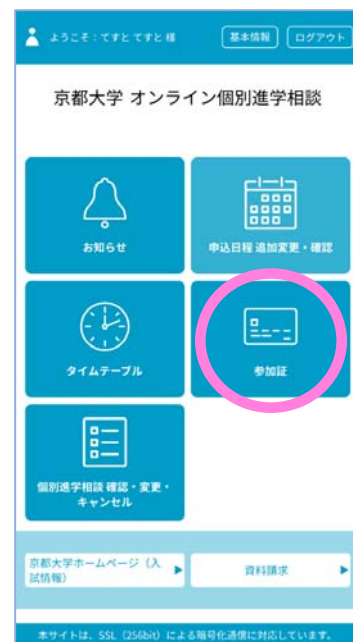 ようこそ：てすと てすと 様
基本情報
ログアウト
京都大学 オンライン個別進学相談
お知らせ
申込日程 追加変更・確認
タイムテーブル
参加証
個別進学相談 確認・変更・
キャンセル
京都大学ホームページ（入
試情報）
資料請求
本サイトは、SSL（256bit）による暗号化通信に対応しています。